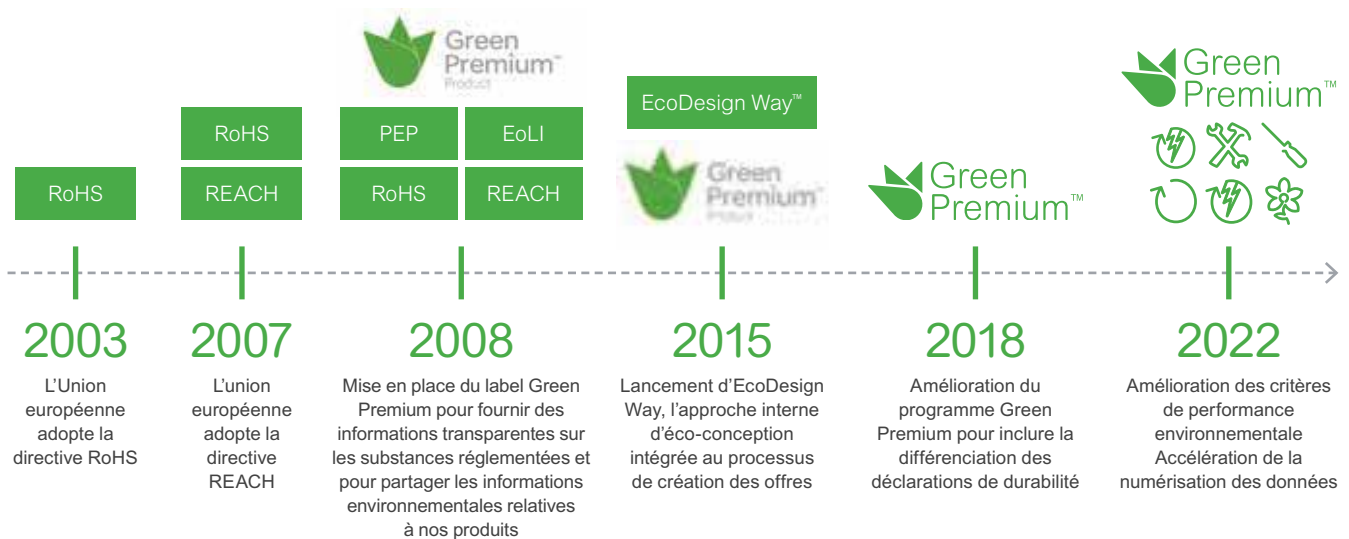 RoHS
2003
L'Union
européenne
adopte la
directive RoHS
RoHS
REACH
2007
L'union
européenne
adopte la
directive
REACH
Green
Premium™
Product
PEP
EoLI
RoHS
REACH
2008
Mise en place du label Green
Premium pour fournir des
informations transparentes sur
les substances réglementées et
pour partager les informations
environnementales relatives
à nos produits
EcoDesign Way™
Green
Premium™
Product
2015
Lancement d'EcoDesign
Way, l'approche interne
d'éco-conception
intégrée au processus
de création des offres
Green
Premium™
2018
Amélioration du
programme Green
Premium pour inclure la
différenciation des
déclarations de durabilité
Green
Premium™
2022
Amélioration des critères
de performance
environnementale
Accélération de la
numérisation des données